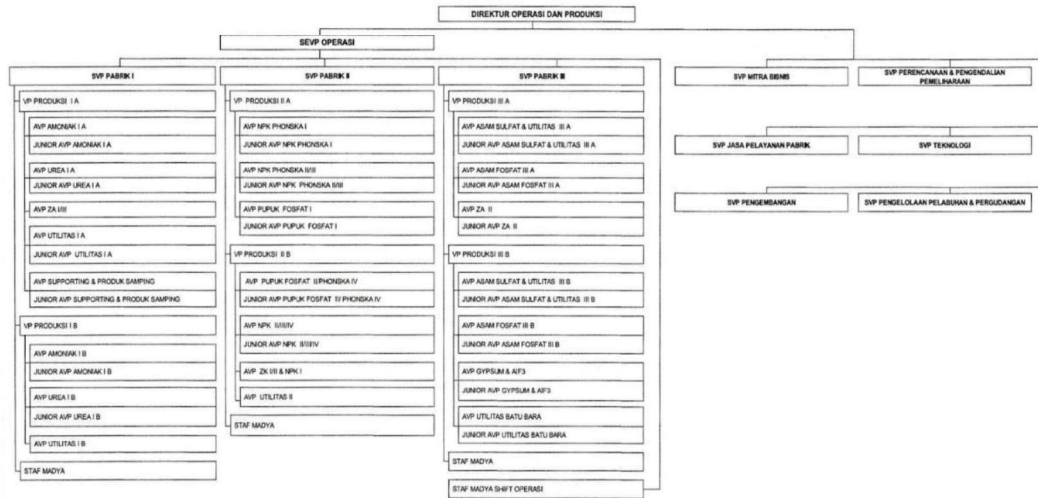 DIREKTUR OPERASI DAN PRODUKSI
SEVP OPERASI
SVP PABRIK I
VP PRODUKSI I A
AVP AMONIAK I A
JUNIOR AVP AMONIAK I A
AVP UREA I A
JUNIOR AVP UREA I A
AVP ZA I/III
AVP UTILITAS I A
JUNIOR AVP UTILITAS I A
AVP SUPPORTING & PRODUK SAMPING
JUNIOR AVP SUPPORTING & PRODUK SAMPING
VP PRODUKSI I B
AVP AMONIAK I B
JUNIOR AVP AMONIAK I B
AVP UREA I B
JUNIOR AVP UREA I B
AVP UTILITAS I B
STAF MADYA
SVP PABRIK II
VP PRODUKSI II A
AVP NPK PHONSKA I
JUNIOR AVP NPK PHONSKA I
AVP NPK PHONSKA II/III
JUNIOR AVP NPK PHONSKA II/III
AVP PUPUK FOSFAT I
JUNIOR AVP PUPUK FOSFAT I
VP PRODUKSI II B
AVP PUPUK FOSFAT II/PHONSKA IV
JUNIOR AVP PUPUK FOSFAT II/ PHONSKA IV
AVP NPK II/III/IV
JUNIOR AVP NPK II/III/IV
AVP ZK I/II & NPK I
AVP UTILITAS II
STAF MADYA
SVP PABRIK III
VP PRODUKSI III A
AVP ASAM SULFAT & UTILITAS III A
JUNIOR AVP ASAM SULFAT & UTILITAS III A
AVP ASAM FOSFAT III A
JUNIOR AVP ASAM FOSFAT III A
AVP ZA II
JUNIOR AVP ZA II
VP PRODUKSI III B
AVP ASAM SULFAT & UTILITAS III B
JUNIOR AVP ASAM SULFAT & UTILITAS III B
AVP ASAM FOSFAT III B
JUNIOR AVP ASAM FOSFAT III B
AVP GYPSUM & AlF3
JUNIOR AVP GYPSUM & AlF3
AVP UTILITAS BATU BARA
JUNIOR AVP UTILITAS BATU BARA
STAF MADYA
STAF MADYA SHIFT OPERASI
SVP MITRA BISNIS
SVP PERENCANAAN & PENGENDALIAN
PEMELIHARAAN
SVP JASA PELAYANAN PABRIK
SVP TEKNOLOGI
SVP PENGEMBANGAN
SVP PENGELOLAAN PELABUHAN & PERGUDANGAN